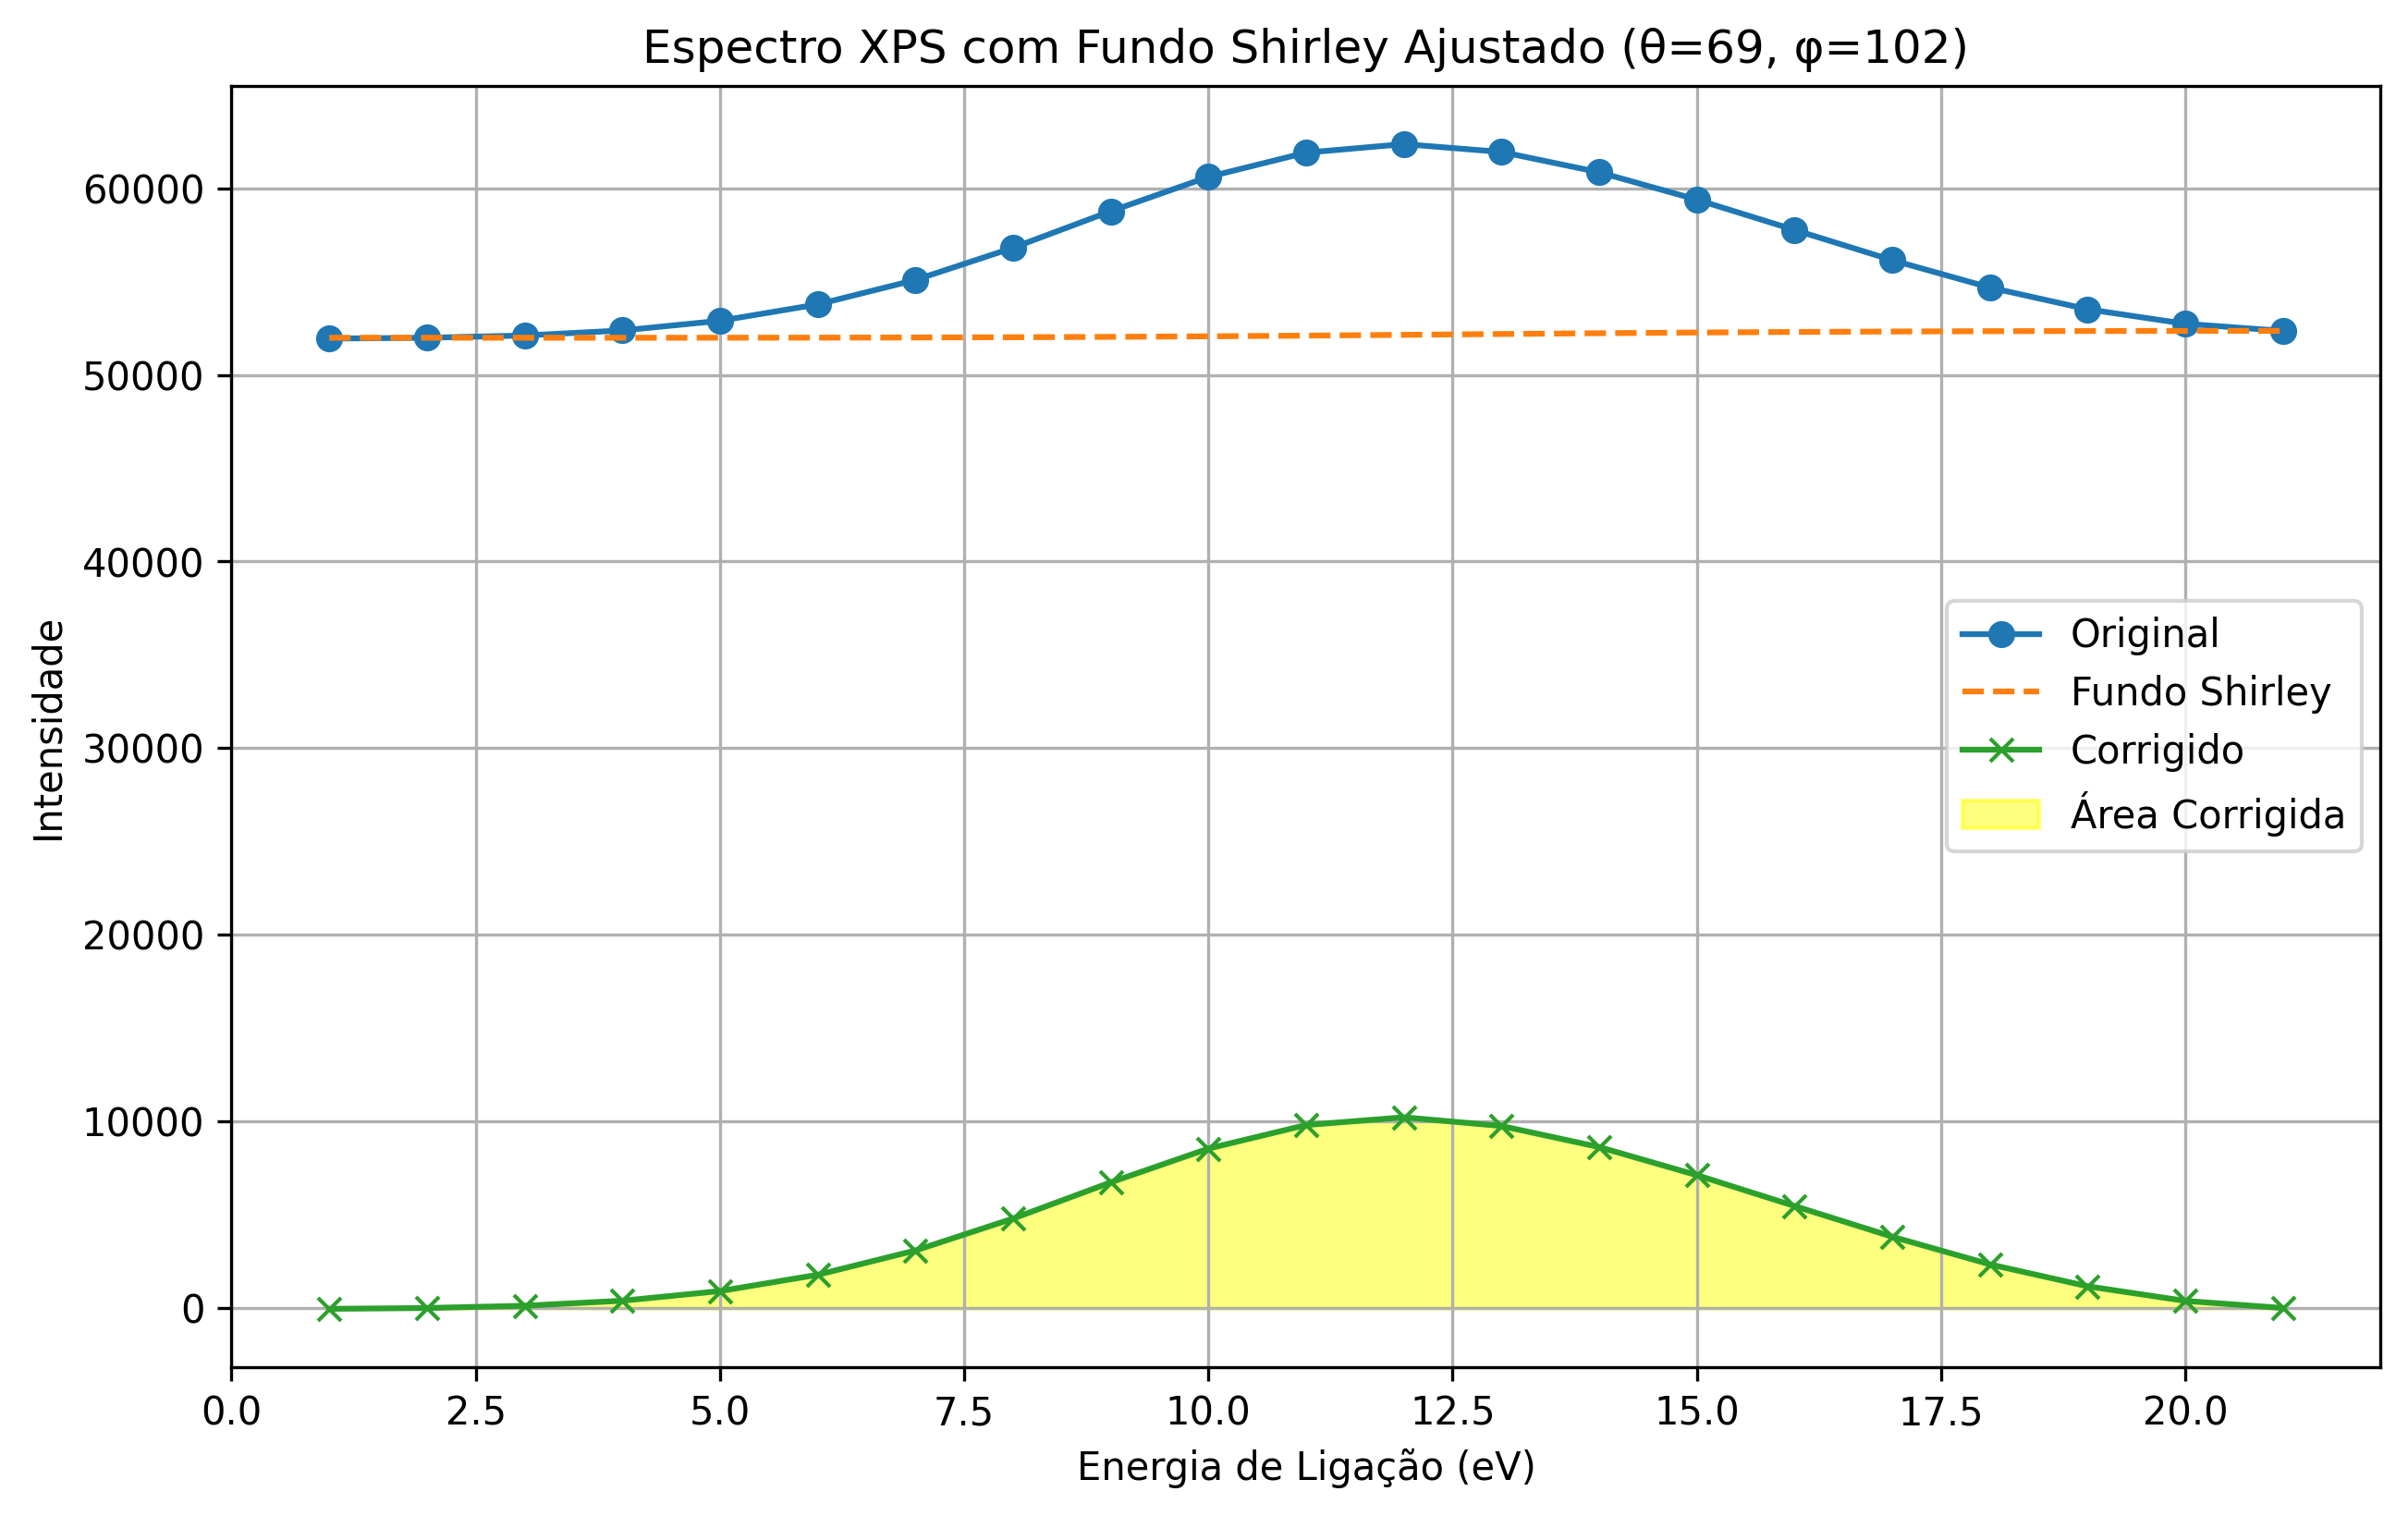 Espectro XPS com Fundo Shirley Ajustado (θ=69, φ=102)
Intensidade
60000
50000
40000
30000
20000
10000
0
Original
Fundo Shirley
Corrigido
Área Corrigida
0.0 2.5 5.0 7.5 10.0 12.5 15.0 17.5 20.0
Energia de Ligação (eV)